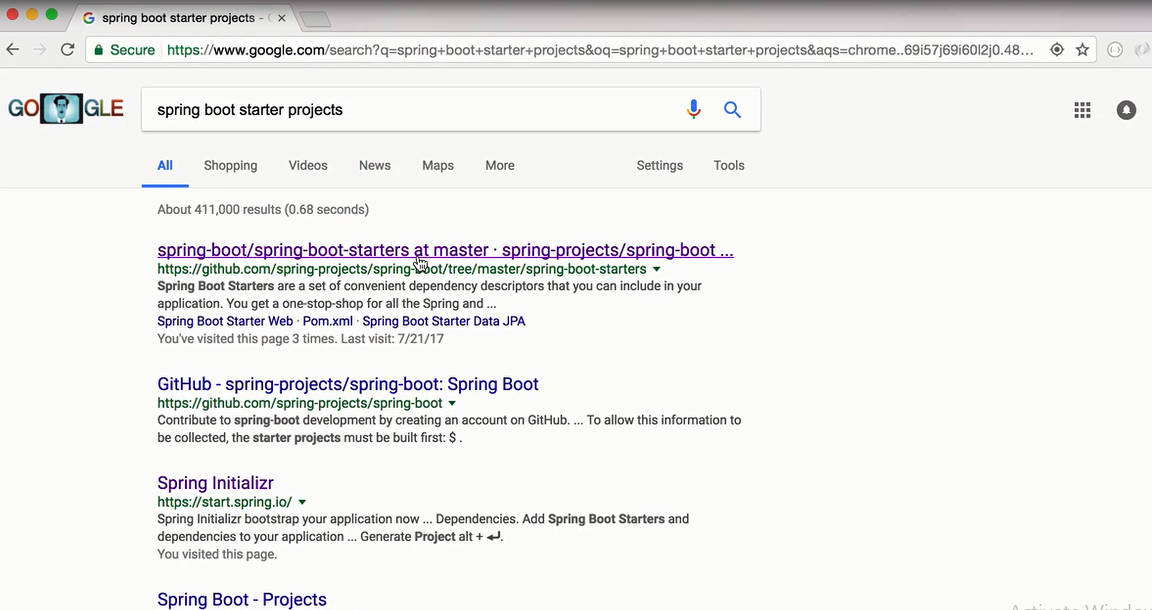 spring boot starter projects -
Secure https://www.google.com/search?q=spring+boot+starter+projects&oq=spring+boot+starter+projects&aqs=chrome..69i57j69i60l2j0.48...
GO GLE
spring boot starter projects
All Shopping Videos News Maps More Settings Tools
About 411,000 results (0.68 seconds)
spring-boot/spring-boot-starters at master · spring-projects/spring-boot ...
https://github.com/spring-projects/spring-boot/tree/master/spring-boot-starters
Spring Boot Starters are a set of convenient dependency descriptors that you can include in your
application. You get a one-stop-shop for all the Spring and ...
Spring Boot Starter Web · Pom.xml · Spring Boot Starter Data JPA
You've visited this page 3 times. Last visit: 7/21/17
GitHub - spring-projects/spring-boot: Spring Boot
https://github.com/spring-projects/spring-boot
Contribute to spring-boot development by creating an account on GitHub. ... To allow this information to
be collected, the starter projects must be built first: $ .
Spring Initializr
https://start.spring.io/
Spring Initializr bootstrap your application now ... Dependencies. Add Spring Boot Starters and
dependencies to your application ... Generate Project alt + ⏎.
You visited this page.
Spring Boot - Projects